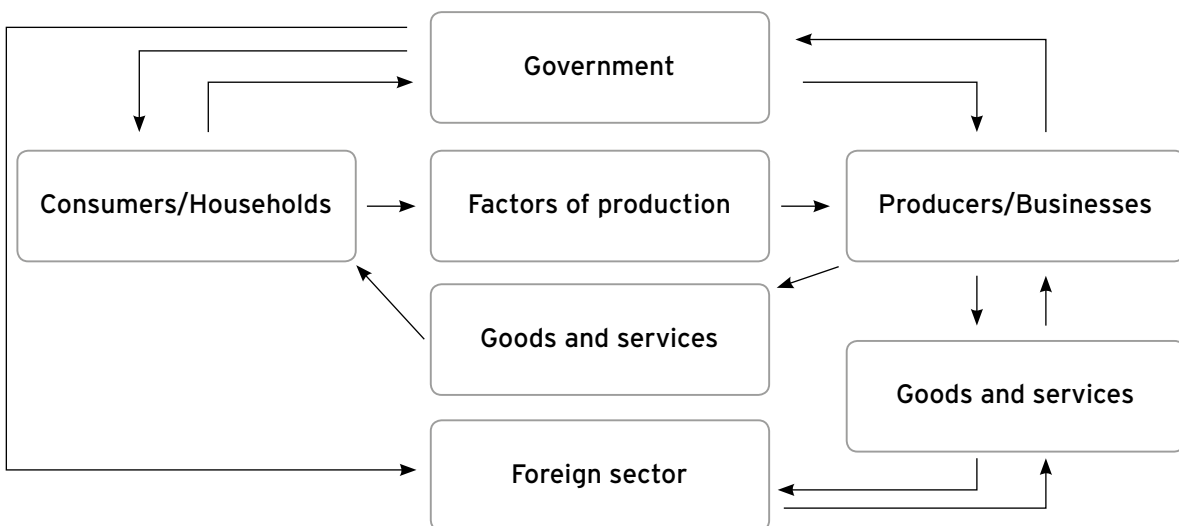 Government
Consumers/Households
Factors of production
Producers/Businesses
Goods and services
Goods and services
Foreign sector